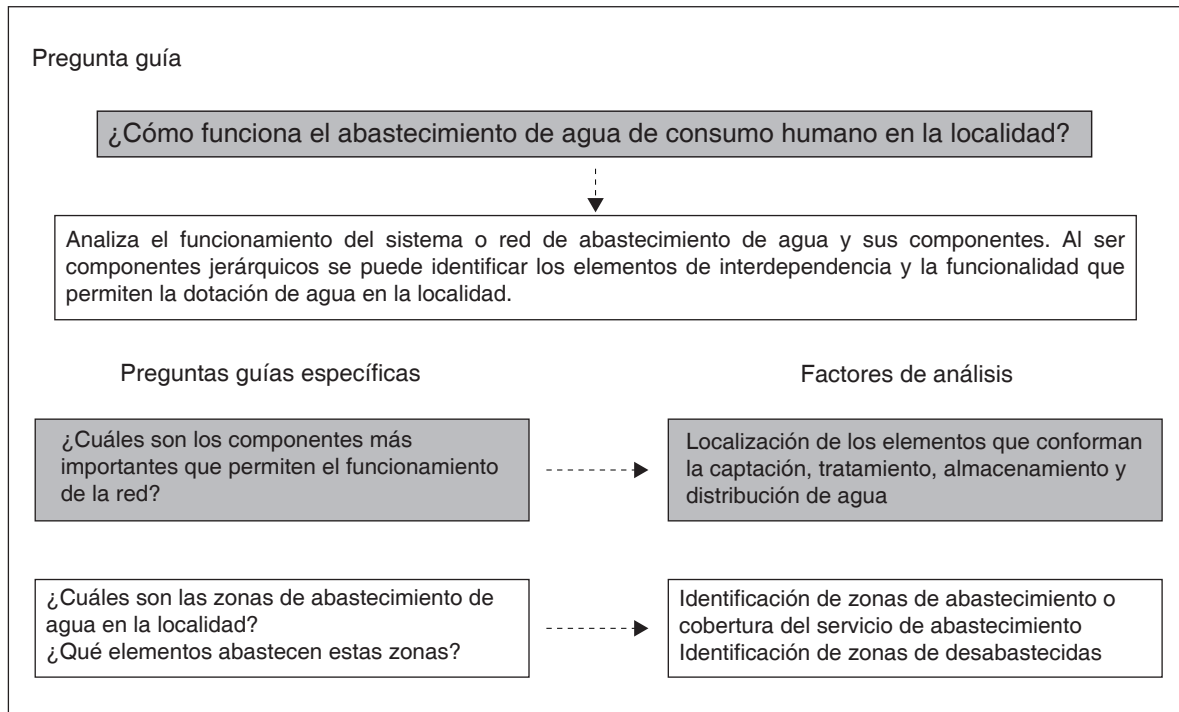 Pregunta guía
¿Cómo funciona el abastecimiento de agua de consumo humano en la localidad?
Analiza el funcionamiento del sistema o red de abastecimiento de agua y sus componentes. Al ser
componentes jerárquicos se puede identificar los elementos de interdependencia y la funcionalidad que
permiten la dotación de agua en la localidad.
Preguntas guías específicas
Factores de análisis
¿Cuáles son los componentes más
importantes que permiten el funcionamiento
de la red?
Localización de los elementos que conforman
la captación, tratamiento, almacenamiento y
distribución de agua
¿Cuáles son las zonas de abastecimiento de
agua en la localidad?
¿Qué elementos abastecen estas zonas?
Identificación de zonas de abastecimiento o
cobertura del servicio de abastecimiento
Identificación de zonas de desabastecidas